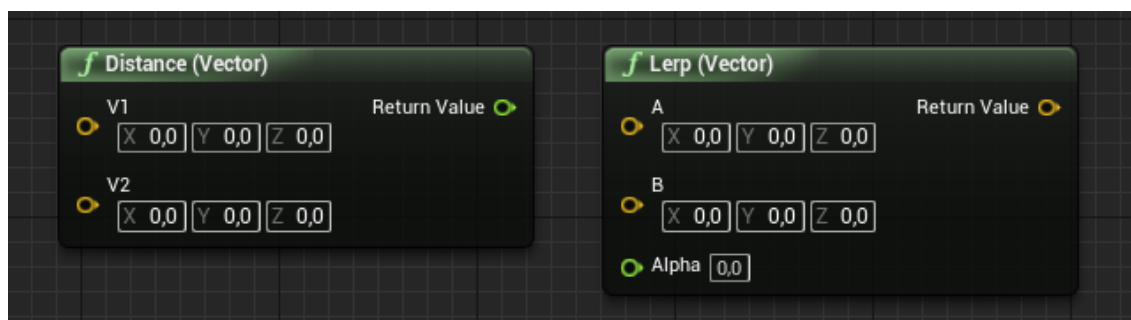 f Distance (Vector)
V1
Return Value
X 0,0 Y 0,0 Z 0,0
V2
X 0,0 Y 0,0 Z 0,0
f Lerp (Vector)
A
Return Value
X 0,0 Y 0,0 Z 0,0
B
X 0,0 Y 0,0 Z 0,0
Alpha 0,0